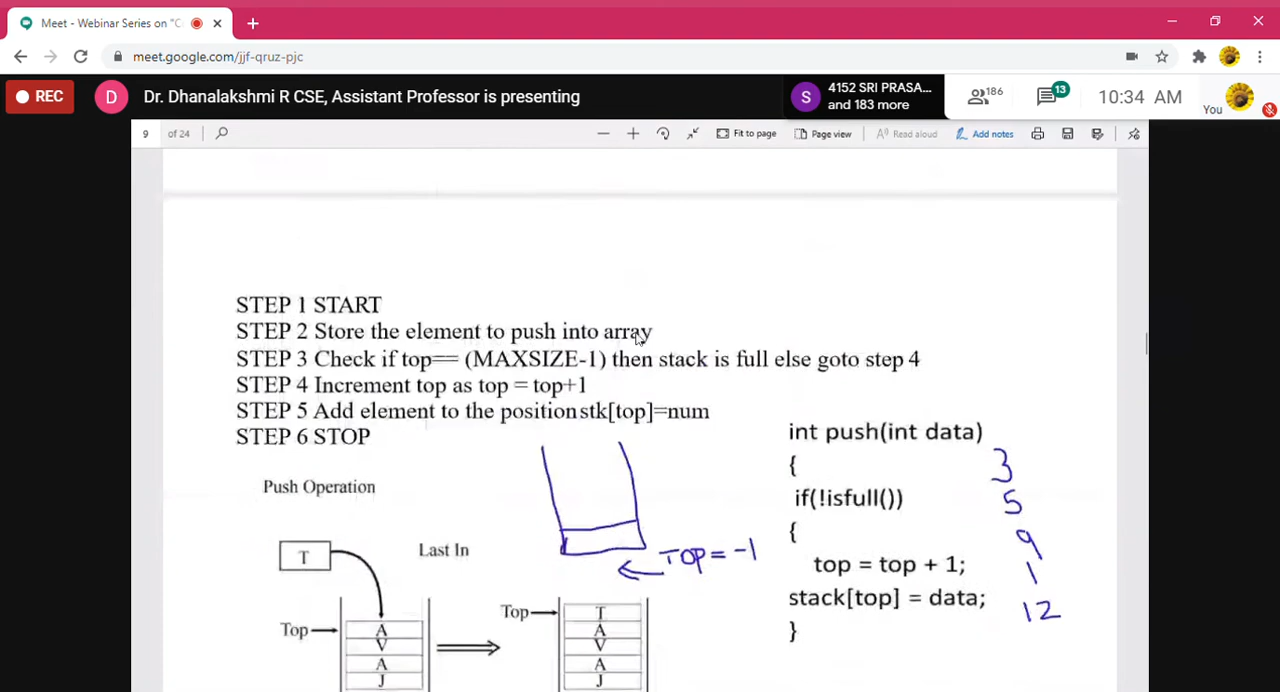 Meet - Webinar Series on "C
meet.google.com/jjf-qruz-pjc
REC
D
Dr. Dhanalakshmi R CSE, Assistant Professor is presenting
S
4152 SRI PRASA...
and 183 more
186
13
10:34 AM
You
9 of 24
Fit to page
Page view
Read aloud
Add notes
STEP 1 START
STEP 2 Store the element to push into array
STEP 3 Check if top== (MAXSIZE-1) then stack is full else goto step 4
STEP 4 Increment top as top = top+1
STEP 5 Add element to the position stk[top]=num
STEP 6 STOP
Push Operation
T
Last In
Top
A
V
A
J
Top
T
A
V
A
J
TOP = -1
int push(int data)
{
if(!isfull())
{
top = top + 1;
stack[top] = data;
}
3
5
9
1
12